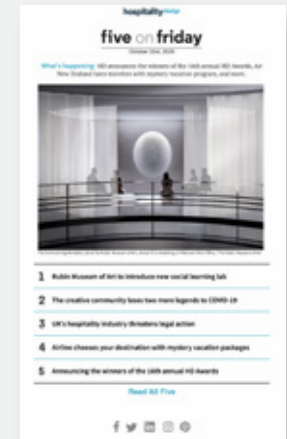 hospitalitydesign
five on friday
What's happening: HD announces the winners of the 16th annual HD Awards, Air
New Zealand lures travelers with mystery vacation program, and more.
1 Rubin Museum of Art to introduce new social learning lab
2 The creative community loses two more legends to COVID-19
3 UK's hospitality industry threatens legal action
4 Airline chooses your destination with mystery vacation packages
5 Announcing the winners of the 16th annual HD Awards
Read All Five